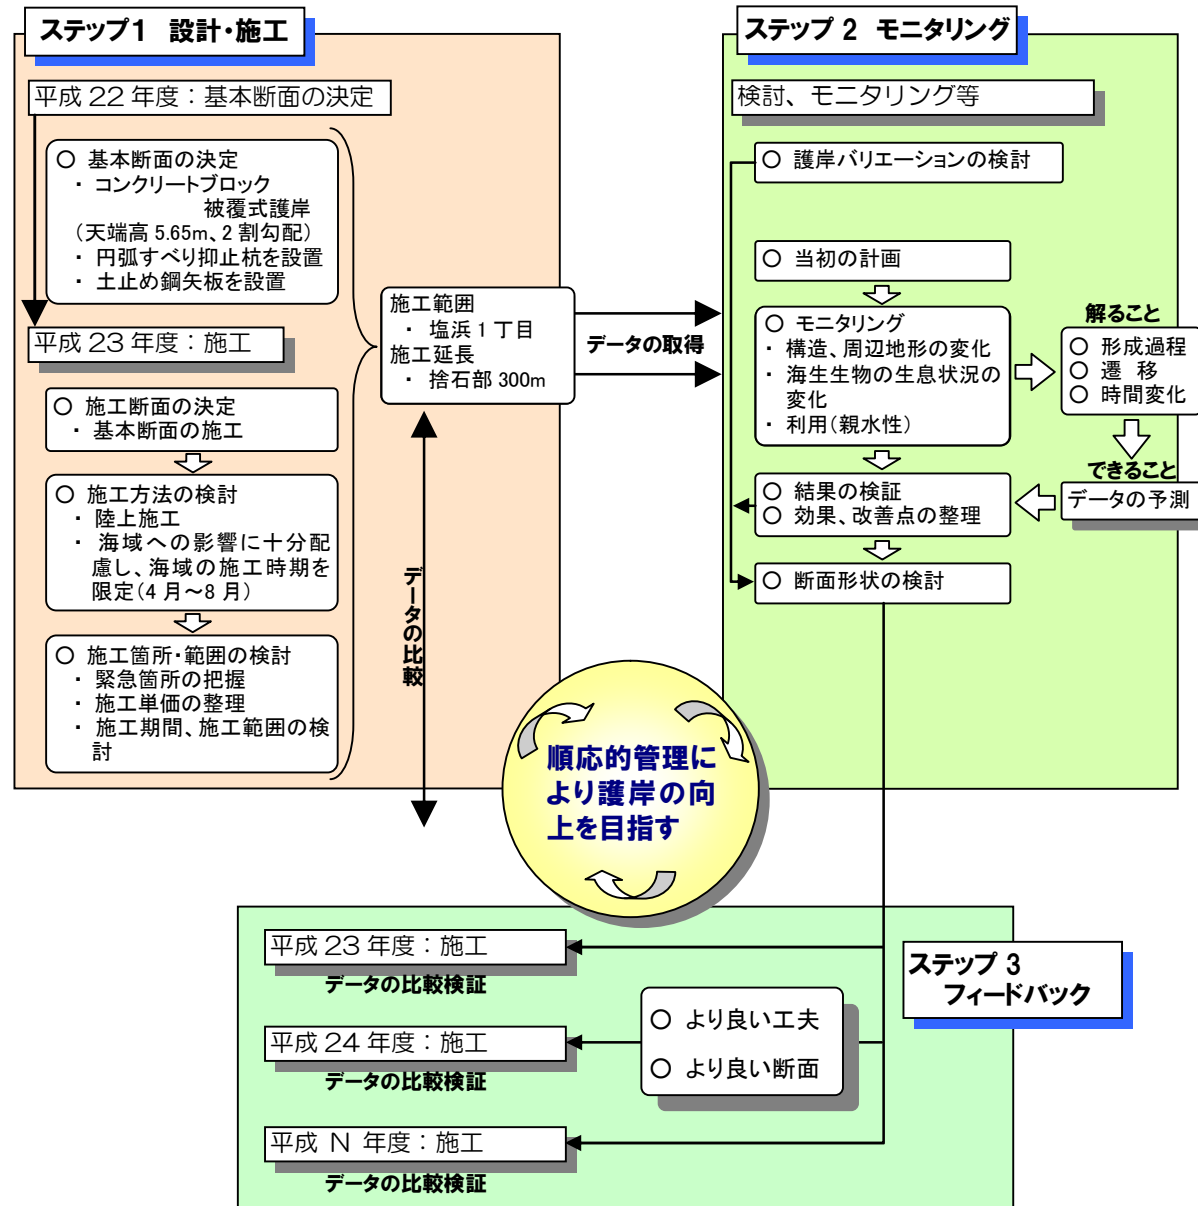 ステップ1 設計・施工
平成 22 年度：基本断面の決定
○ 基本断面の決定
・ コンクリートブロック
被覆式護岸
（天端高 5.65m、2 割勾配）
・ 円弧すべり抑止杭を設置
・ 土止め鋼矢板を設置
平成 23 年度：施工
○ 施工断面の決定
・ 基本断面の施工
○ 施工方法の検討
・ 陸上施工
・ 海域への影響に十分配
慮し、海域の施工時期を
限定（4 月～8 月）
○ 施工箇所・範囲の検討
・ 緊急箇所の把握
・ 施工単価の整理
・ 施工期間、施工範囲の検
討
施工範囲
・ 塩浜 1 丁目
施工延長
・ 捨石部 300m
データの取得
データの比較
ステップ 2 モニタリング
検討、モニタリング等
○ 護岸バリエーションの検討
○ 当初の計画
○ モニタリング
・ 構造、周辺地形の変化
・ 海生生物の生息状況の
変化
・ 利用（親水性）
解ること
○ 形成過程
○ 遷 移
○ 時間変化
できること
データの予測
○ 結果の検証
○ 効果、改善点の整理
○ 断面形状の検討
順応的管理に
より護岸の向
上を目指す
ステップ 3
フィードバック
平成 23 年度：施工
データの比較検証
○ より良い工夫
○ より良い断面
平成 24 年度：施工
データの比較検証
平成 N 年度：施工
データの比較検証